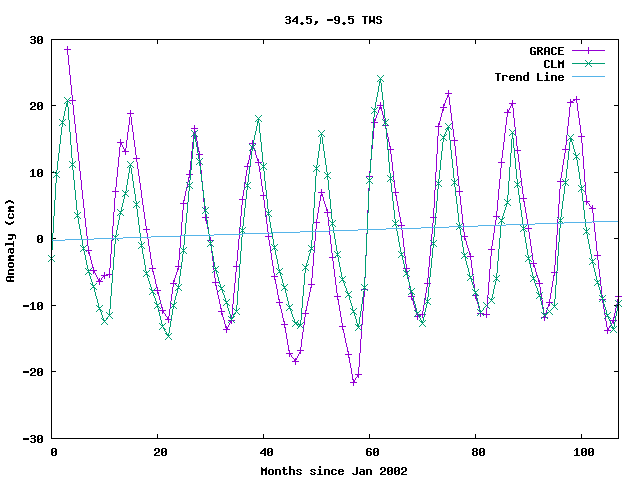 34.5, -9.5 TWS
GRACE
CLM
Trend Line
30
20
10
0
-10
-20
-30
Anomaly (cm)
0 20 40 60 80 100
Months since Jan 2002